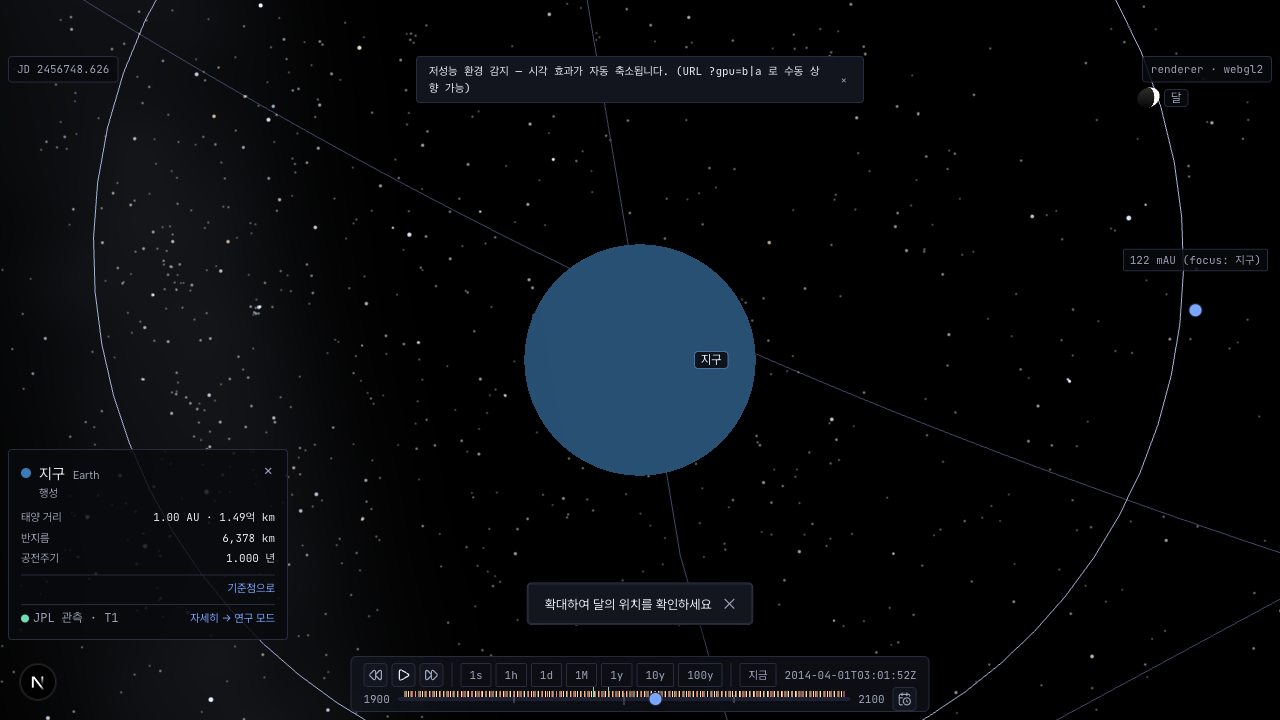 JD 2456748.626
저성능 환경 감지 — 시각 효과가 자동 축소됩니다. (URL ?gpu=b|a 로 수동 상
향 가능)
×
renderer · webgl2
달
122 mAU (focus: 지구)
지구
지구 Earth
×
행성
태양 거리 1.00 AU · 1.49억 km
반지름 6,378 km
공전주기 1.000 년
기준점으로
JPL 관측 · T1 자세히 → 연구 모드
확대하여 달의 위치를 확인하세요
N
1s 1h 1d 1M 1y 10y 100y 지금 2014-04-01T03:01:52Z
1900 2100